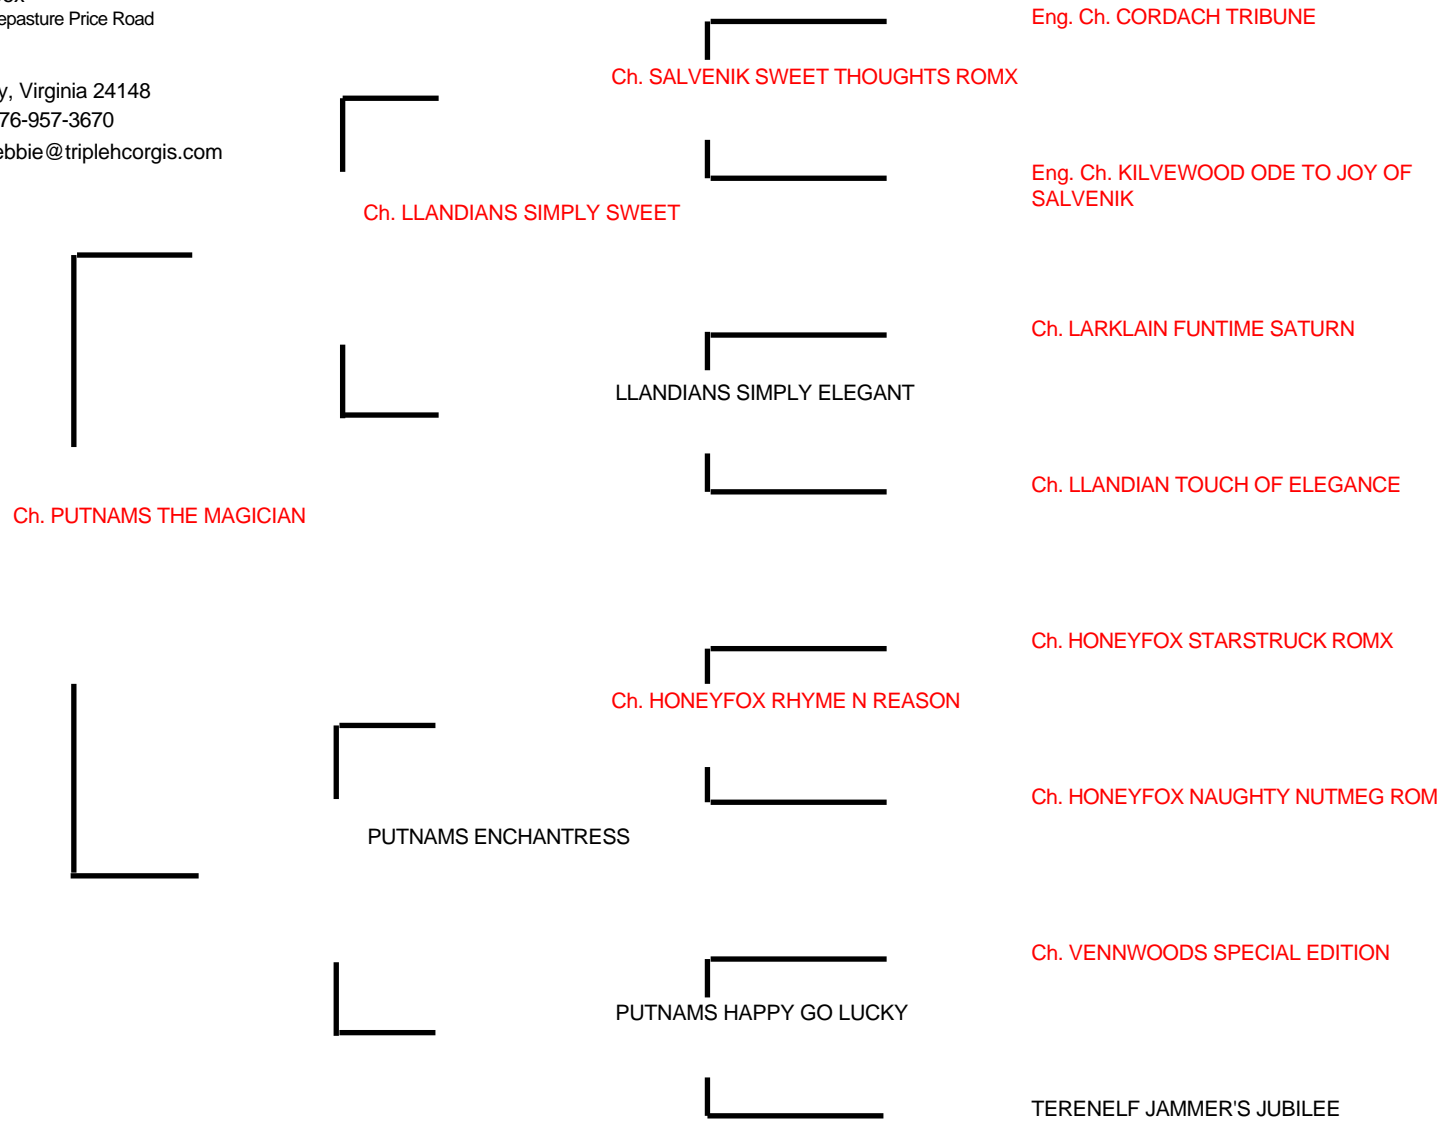 epasture Price Road
y, Virginia 24148
76-957-3670
ebbie@triplehcorgis.com
Eng. Ch. CORDACH TRIBUNE
Ch. SALVENIK SWEET THOUGHTS ROMX
Eng. Ch. KILVEWOOD ODE TO JOY OF
SALVENIK
Ch. LLANDIANS SIMPLY SWEET
Ch. LARKLAIN FUNTIME SATURN
LLANDIANS SIMPLY ELEGANT
Ch. LLANDIAN TOUCH OF ELEGANCE
Ch. PUTNAMS THE MAGICIAN
Ch. HONEYFOX STARSTRUCK ROMX
Ch. HONEYFOX RHYME N REASON
Ch. HONEYFOX NAUGHTY NUTMEG ROM
PUTNAMS ENCHANTRESS
Ch. VENNWOODS SPECIAL EDITION
PUTNAMS HAPPY GO LUCKY
TERENELF JAMMER'S JUBILEE